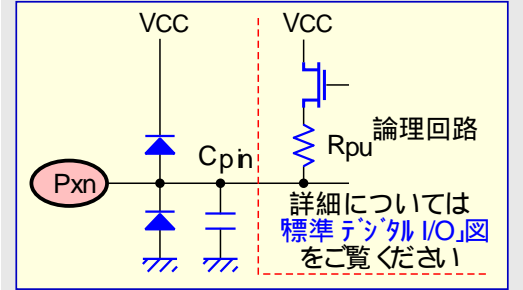 VCC
VCC
論理回路
Rpu
Cpin
Pxn
詳細については
「標準 デジタル I/O」図
をご覧ください